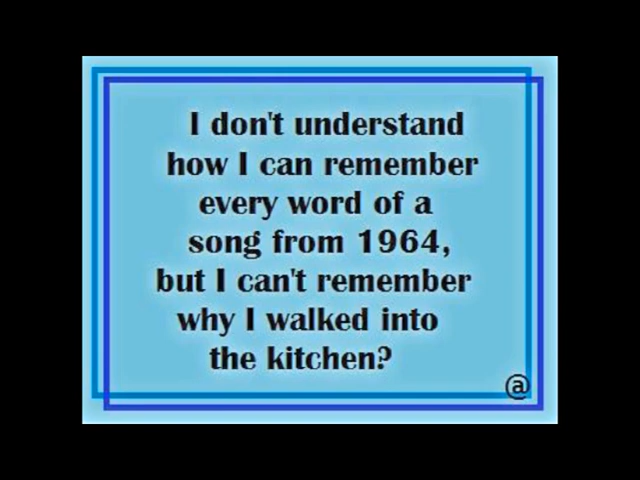 I don't understand
how I can remember
every word of a
song from 1964,
but I can't remember
why I walked into
the kitchen?
@